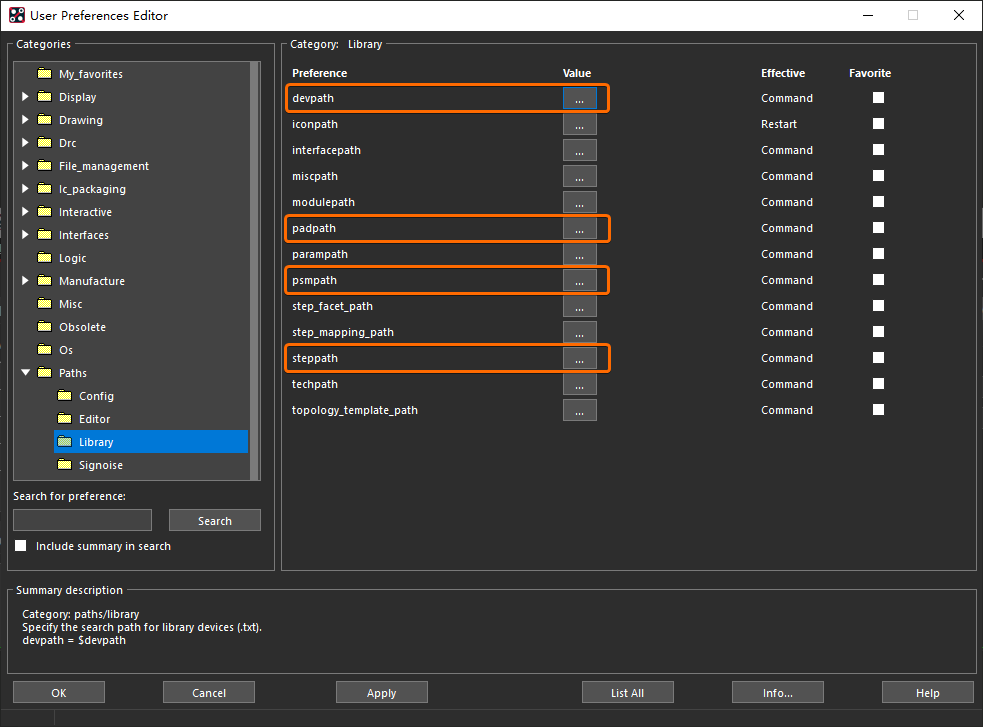 User Preferences Editor
Categories
My_favorites
Display
Drawing
Drc
File_management
Ic_packaging
Interactive
Interfaces
Logic
Manufacture
Misc
Obsolete
Os
Paths
Config
Editor
Library
Signoise
Search for preference:
Search
Include summary in search
Category: Library
Preference Value Effective Favorite
devpath ... Command
iconpath ... Restart
interfacepath ... Command
miscpath ... Command
modulepath ... Command
padpath ... Command
parampath ... Command
psmpath ... Command
step_facet_path ... Command
step_mapping_path ... Command
steppath ... Command
techpath ... Command
topology_template_path ... Command
Summary description
Category: paths/library
Specify the search path for library devices (.txt).
devpath = $devpath
OK Cancel Apply List All Info... Help